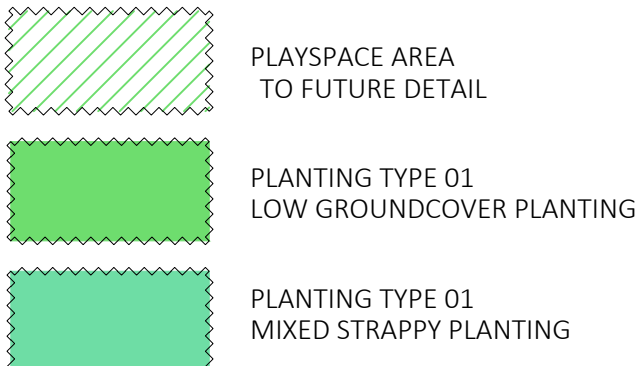 PLAYSPACE AREA
TO FUTURE DETAIL
PLANTING TYPE 01
LOW GROUNDCOVER PLANTING
PLANTING TYPE 01
MIXED STRAPPY PLANTING